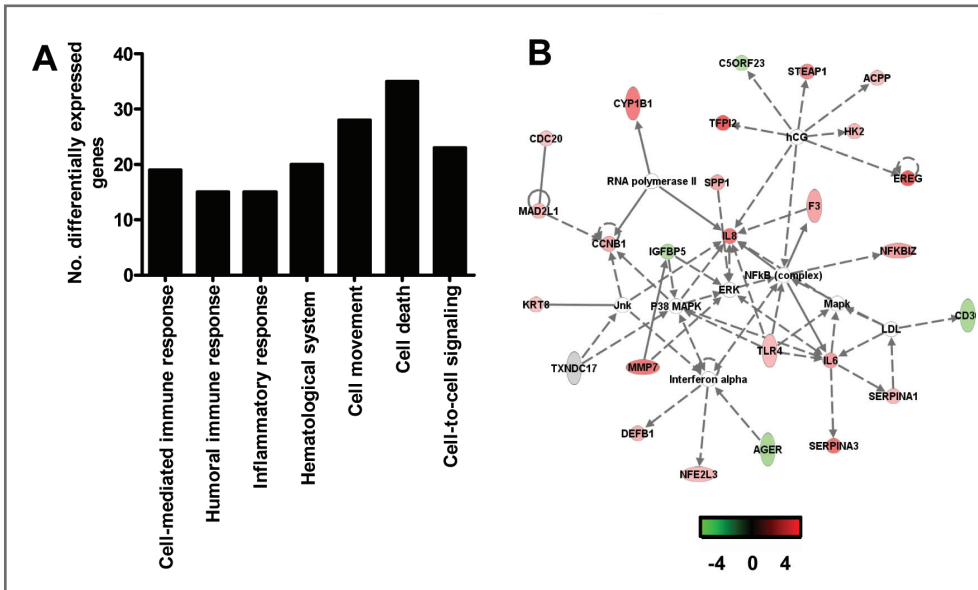 A
No. differentially expressed
genes
40
30
20
10
0
Cell-mediated immune response
Humoral immune response
Inflammatory response
Hematological system
Cell movement
Cell death
Cell-to-cell signaling
B
C5ORF23
STEAP1
ACPP
CYP1B1
TFPI2
HK2
hCG
CDC20
EREG
RNA polymerase II
SPP1
F3
MAD2L1
CCNB1
IL8
IGFBP5
NFKBIZ
NFkB (complex)
ERK
KRT8
Jnk
P38 MAPK
Mapk
CD36
LDL
TXNDC17
MMP7
TLR4
IL6
Interferon alpha
SERPINA1
DEFB1
AGER
SERPINA3
NFE2L3
-4 0 4